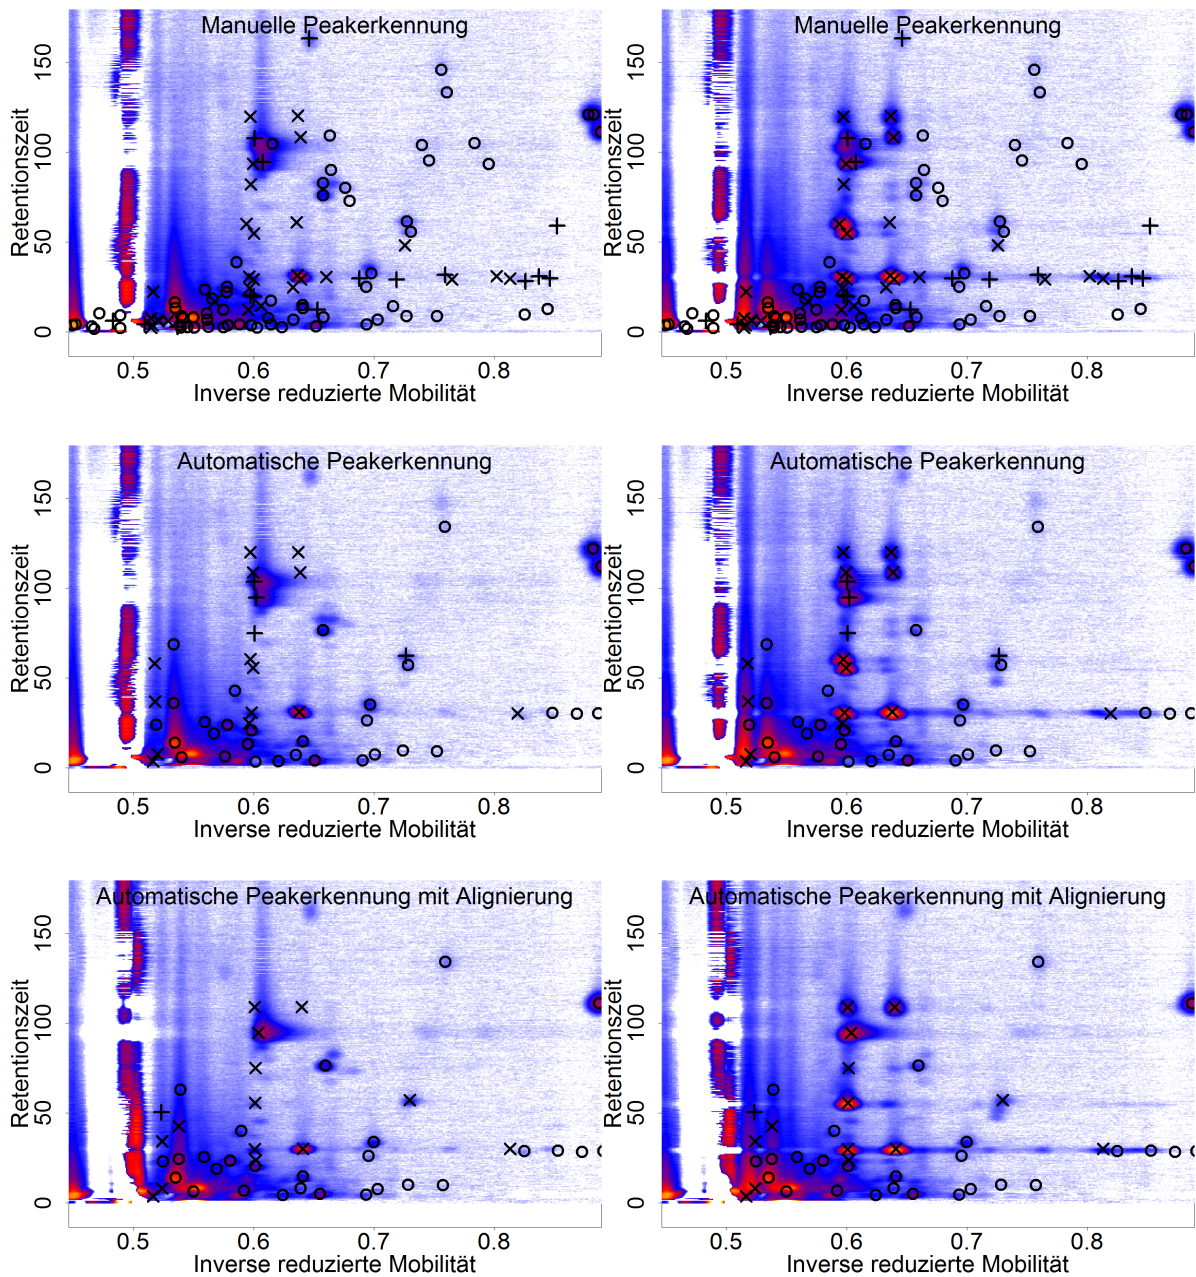 Manuelle Peakerkennung
Manuelle Peakerkennung
Retentionszeit
0 50 100 150
0.5 0.6 0.7 0.8
Inverse reduzierte Mobilität
Retentionszeit
0 50 100 150
0.5 0.6 0.7 0.8
Inverse reduzierte Mobilität
Automatische Peakerkennung
Automatische Peakerkennung
Retentionszeit
0 50 100 150
0.5 0.6 0.7 0.8
Inverse reduzierte Mobilität
Retentionszeit
0 50 100 150
0.5 0.6 0.7 0.8
Inverse reduzierte Mobilität
Automatische Peakerkennung mit Alignierung
Automatische Peakerkennung mit Alignierung
Retentionszeit
0 50 100 150
0.5 0.6 0.7 0.8
Inverse reduzierte Mobilität
Retentionszeit
0 50 100 150
0.5 0.6 0.7 0.8
Inverse reduzierte Mobilität